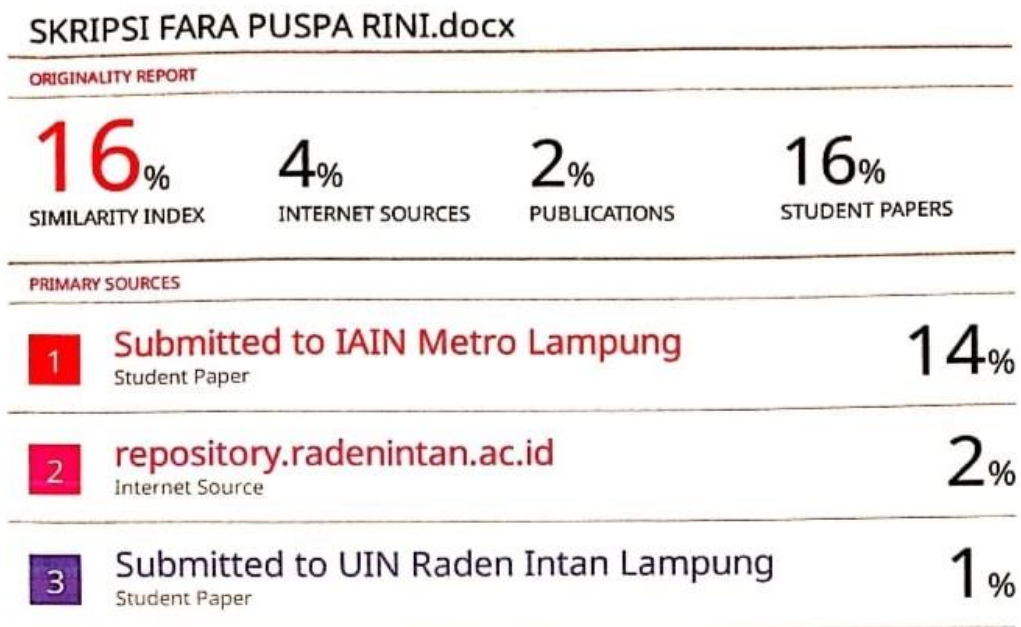 SKRIPSI FARA PUSPA RINI.docx
ORIGINALITY REPORT
16% 4% 2% 16%
SIMILARITY INDEX INTERNET SOURCES PUBLICATIONS STUDENT PAPERS
PRIMARY SOURCES
1 Submitted to IAIN Metro Lampung 14%
Student Paper
2 repository.radenintan.ac.id 2%
Internet Source
3 Submitted to UIN Raden Intan Lampung 1%
Student Paper